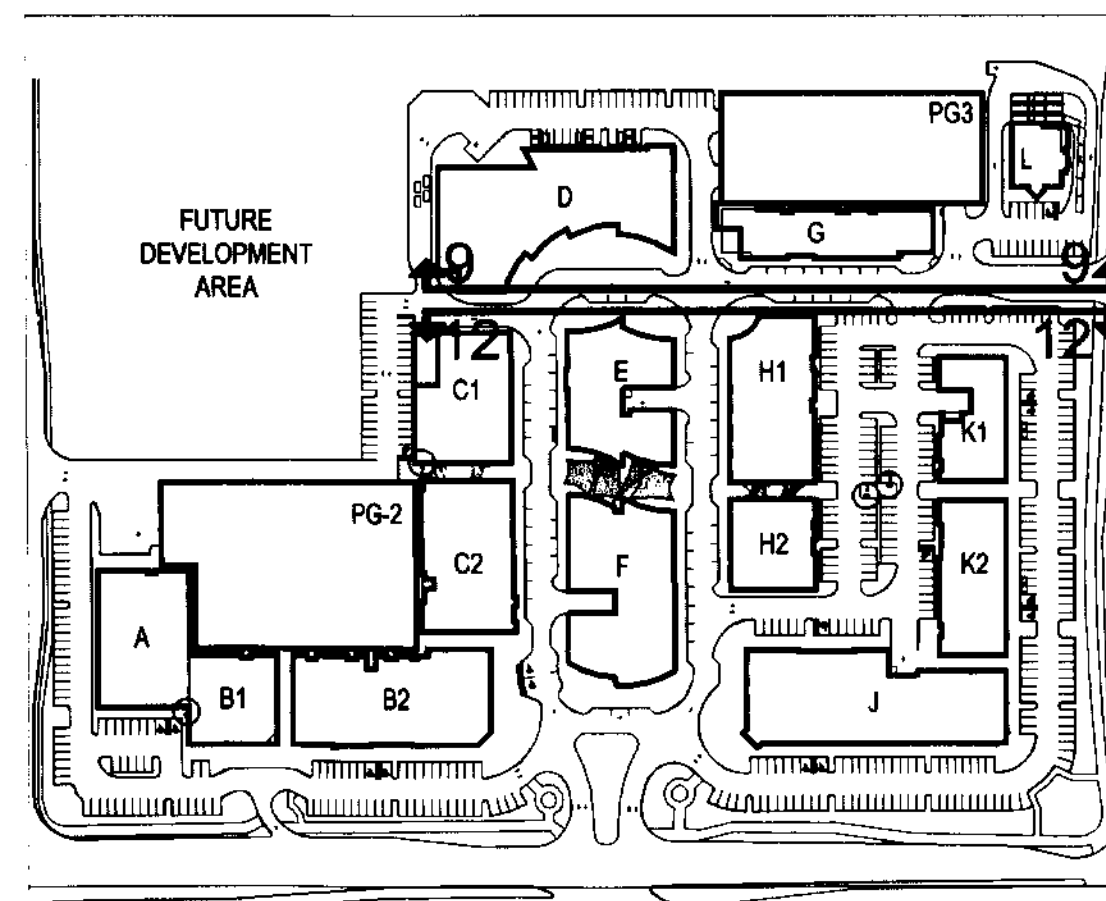 PG3
L
D
FUTURE
DEVELOPMENT
AREA
G
9
9
12
12
E
H1
C1
K1
PG-2
C2
H2
K2
F
A
B1
B2
J